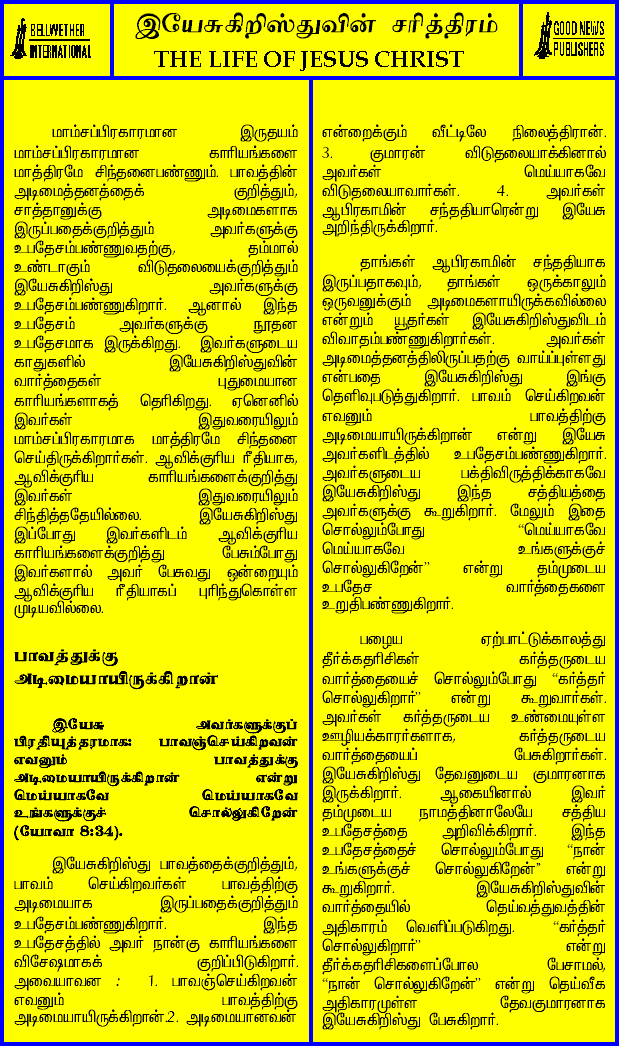 BELLWETHER
INTERNATIONAL
இயேசுகிறிஸ்துவின் சரித்திரம்
THE LIFE OF JESUS CHRIST
GOOD NEWS
PUBLISHERS
மாம்சப்பிரகாரமான இருதயம்
மாம்சப்பிரகாரமான காரியங்களை
மாத்திரமே சிந்தனைபண்ணும். பாவத்தின்
அடிமைத்தனத்தைக் குறித்தும்,
சாத்தானுக்கு அடிமைகளாக
இருப்பதைக்குறித்தும் அவர்களுக்கு
உபதேசம்பண்ணுவதற்கு, தம்மால்
உண்டாகும் விடுதலையைக்குறித்தும்
இயேசுகிறிஸ்து அவர்களுக்கு
உபதேசம்பண்ணுகிறார். ஆனால் இந்த
உபதேசம் அவர்களுக்கு நூதன
உபதேசமாக இருக்கிறது. இவர்களுடைய
காதுகளில் இயேசுகிறிஸ்துவின்
வார்த்தைகள் புதுமையான
காரியங்களாகத் தெரிகிறது. ஏனெனில்
இவர்கள் இதுவரையிலும்
மாம்சப்பிரகாரமாக மாத்திரமே சிந்தனை
செய்திருக்கிறார்கள். ஆவிக்குரிய ரீதியாக,
ஆவிக்குரிய காரியங்களைக்குறித்து
இவர்கள் இதுவரையிலும்
சிந்தித்ததேயில்லை. இயேசுகிறிஸ்து
இப்போது இவர்களிடம் ஆவிக்குரிய
காரியங்களைக்குறித்து பேசும்போது
இவர்களால் அவர் பேசுவது ஒன்றையும்
ஆவிக்குரிய ரீதியாகப் புரிந்துகொள்ள
முடியவில்லை.
பாவத்துக்கு
அடிமையாயிருக்கிறான்
இயேசு அவர்களுக்குப்
பிரதியுத்தரமாக: பாவஞ்செய்கிறவன்
எவனும் பாவத்துக்கு
அடிமையாயிருக்கிறான் என்று
மெய்யாகவே மெய்யாகவே
உங்களுக்குச் சொல்லுகிறேன்
(யோவா 8:34).
இயேசுகிறிஸ்து பாவத்தைக்குறித்தும்,
பாவம் செய்கிறவர்கள் பாவத்திற்கு
அடிமையாக இருப்பதைக்குறித்தும்
உபதேசம்பண்ணுகிறார். இந்த
உபதேசத்தில் அவர் நான்கு காரியங்களை
விசேஷமாகக் குறிப்பிடுகிறார்.
அவையாவன : 1. பாவஞ்செய்கிறவன்
எவனும் பாவத்திற்கு
அடிமையாயிருக்கிறான்.2. அடிமையானவன்
என்றைக்கும் வீட்டிலே நிலைத்திரான்.
3. குமாரன் விடுதலையாக்கினால்
அவர்கள் மெய்யாகவே
விடுதலையாவார்கள். 4. அவர்கள்
ஆபிரகாமின் சந்ததியாரென்று இயேசு
அறிந்திருக்கிறார்.
தாங்கள் ஆபிரகாமின் சந்ததியாக
இருப்பதாகவும், தாங்கள் ஒருக்காலும்
ஒருவனுக்கும் அடிமைகளாயிருக்கவில்லை
என்றும் யூதர்கள் இயேசுகிறிஸ்துவிடம்
விவாதம்பண்ணுகிறார்கள். அவர்கள்
அடிமைத்தனத்திலிருப்பதற்கு வாய்ப்புள்ளது
என்பதை இயேசுகிறிஸ்து இங்கு
தெளிவுபடுத்துகிறார். பாவம் செய்கிறவன்
எவனும் பாவத்திற்கு
அடிமையாயிருக்கிறான் என்று இயேசு
அவர்களிடத்தில் உபதேசம்பண்ணுகிறார்.
அவர்களுடைய பக்திவிருத்திக்காகவே
இயேசுகிறிஸ்து இந்த சத்தியத்தை
அவர்களுக்கு கூறுகிறார். மேலும் இதை
சொல்லும்போது “மெய்யாகவே
மெய்யாகவே உங்களுக்குச்
சொல்லுகிறேன்” என்று தம்முடைய
உபதேச வார்த்தைகளை
உறுதிபண்ணுகிறார்.
பழைய ஏற்பாட்டுக்காலத்து
தீர்க்கதரிசிகள் கர்த்தருடைய
வார்த்தையைச் சொல்லும்போது “கர்த்தர்
சொல்லுகிறார்” என்று கூறுவார்கள்.
அவர்கள் கர்த்தருடைய உண்மையுள்ள
ஊழியக்காரர்களாக, கர்த்தருடைய
வார்த்தையைப் பேசுகிறார்கள்.
இயேசுகிறிஸ்து தேவனுடைய குமாரனாக
இருக்கிறார். ஆகையினால் இவர்
தம்முடைய நாமத்தினாலேயே சத்திய
உபதேசத்தை அறிவிக்கிறார். இந்த
உபதேசத்தைச் சொல்லும்போது “நான்
உங்களுக்குச் சொல்லுகிறேன்” என்று
கூறுகிறார். இயேசுகிறிஸ்துவின்
வார்த்தையில் தெய்வத்துவத்தின்
அதிகாரம் வெளிப்படுகிறது. “கர்த்தர்
சொல்லுகிறார்” என்று
தீர்க்கதரிசிகளைப்போல பேசாமல்,
“நான் சொல்லுகிறேன்” என்று தெய்வீக
அதிகாரமுள்ள தேவகுமாரனாக
இயேசுகிறிஸ்து பேசுகிறார்.